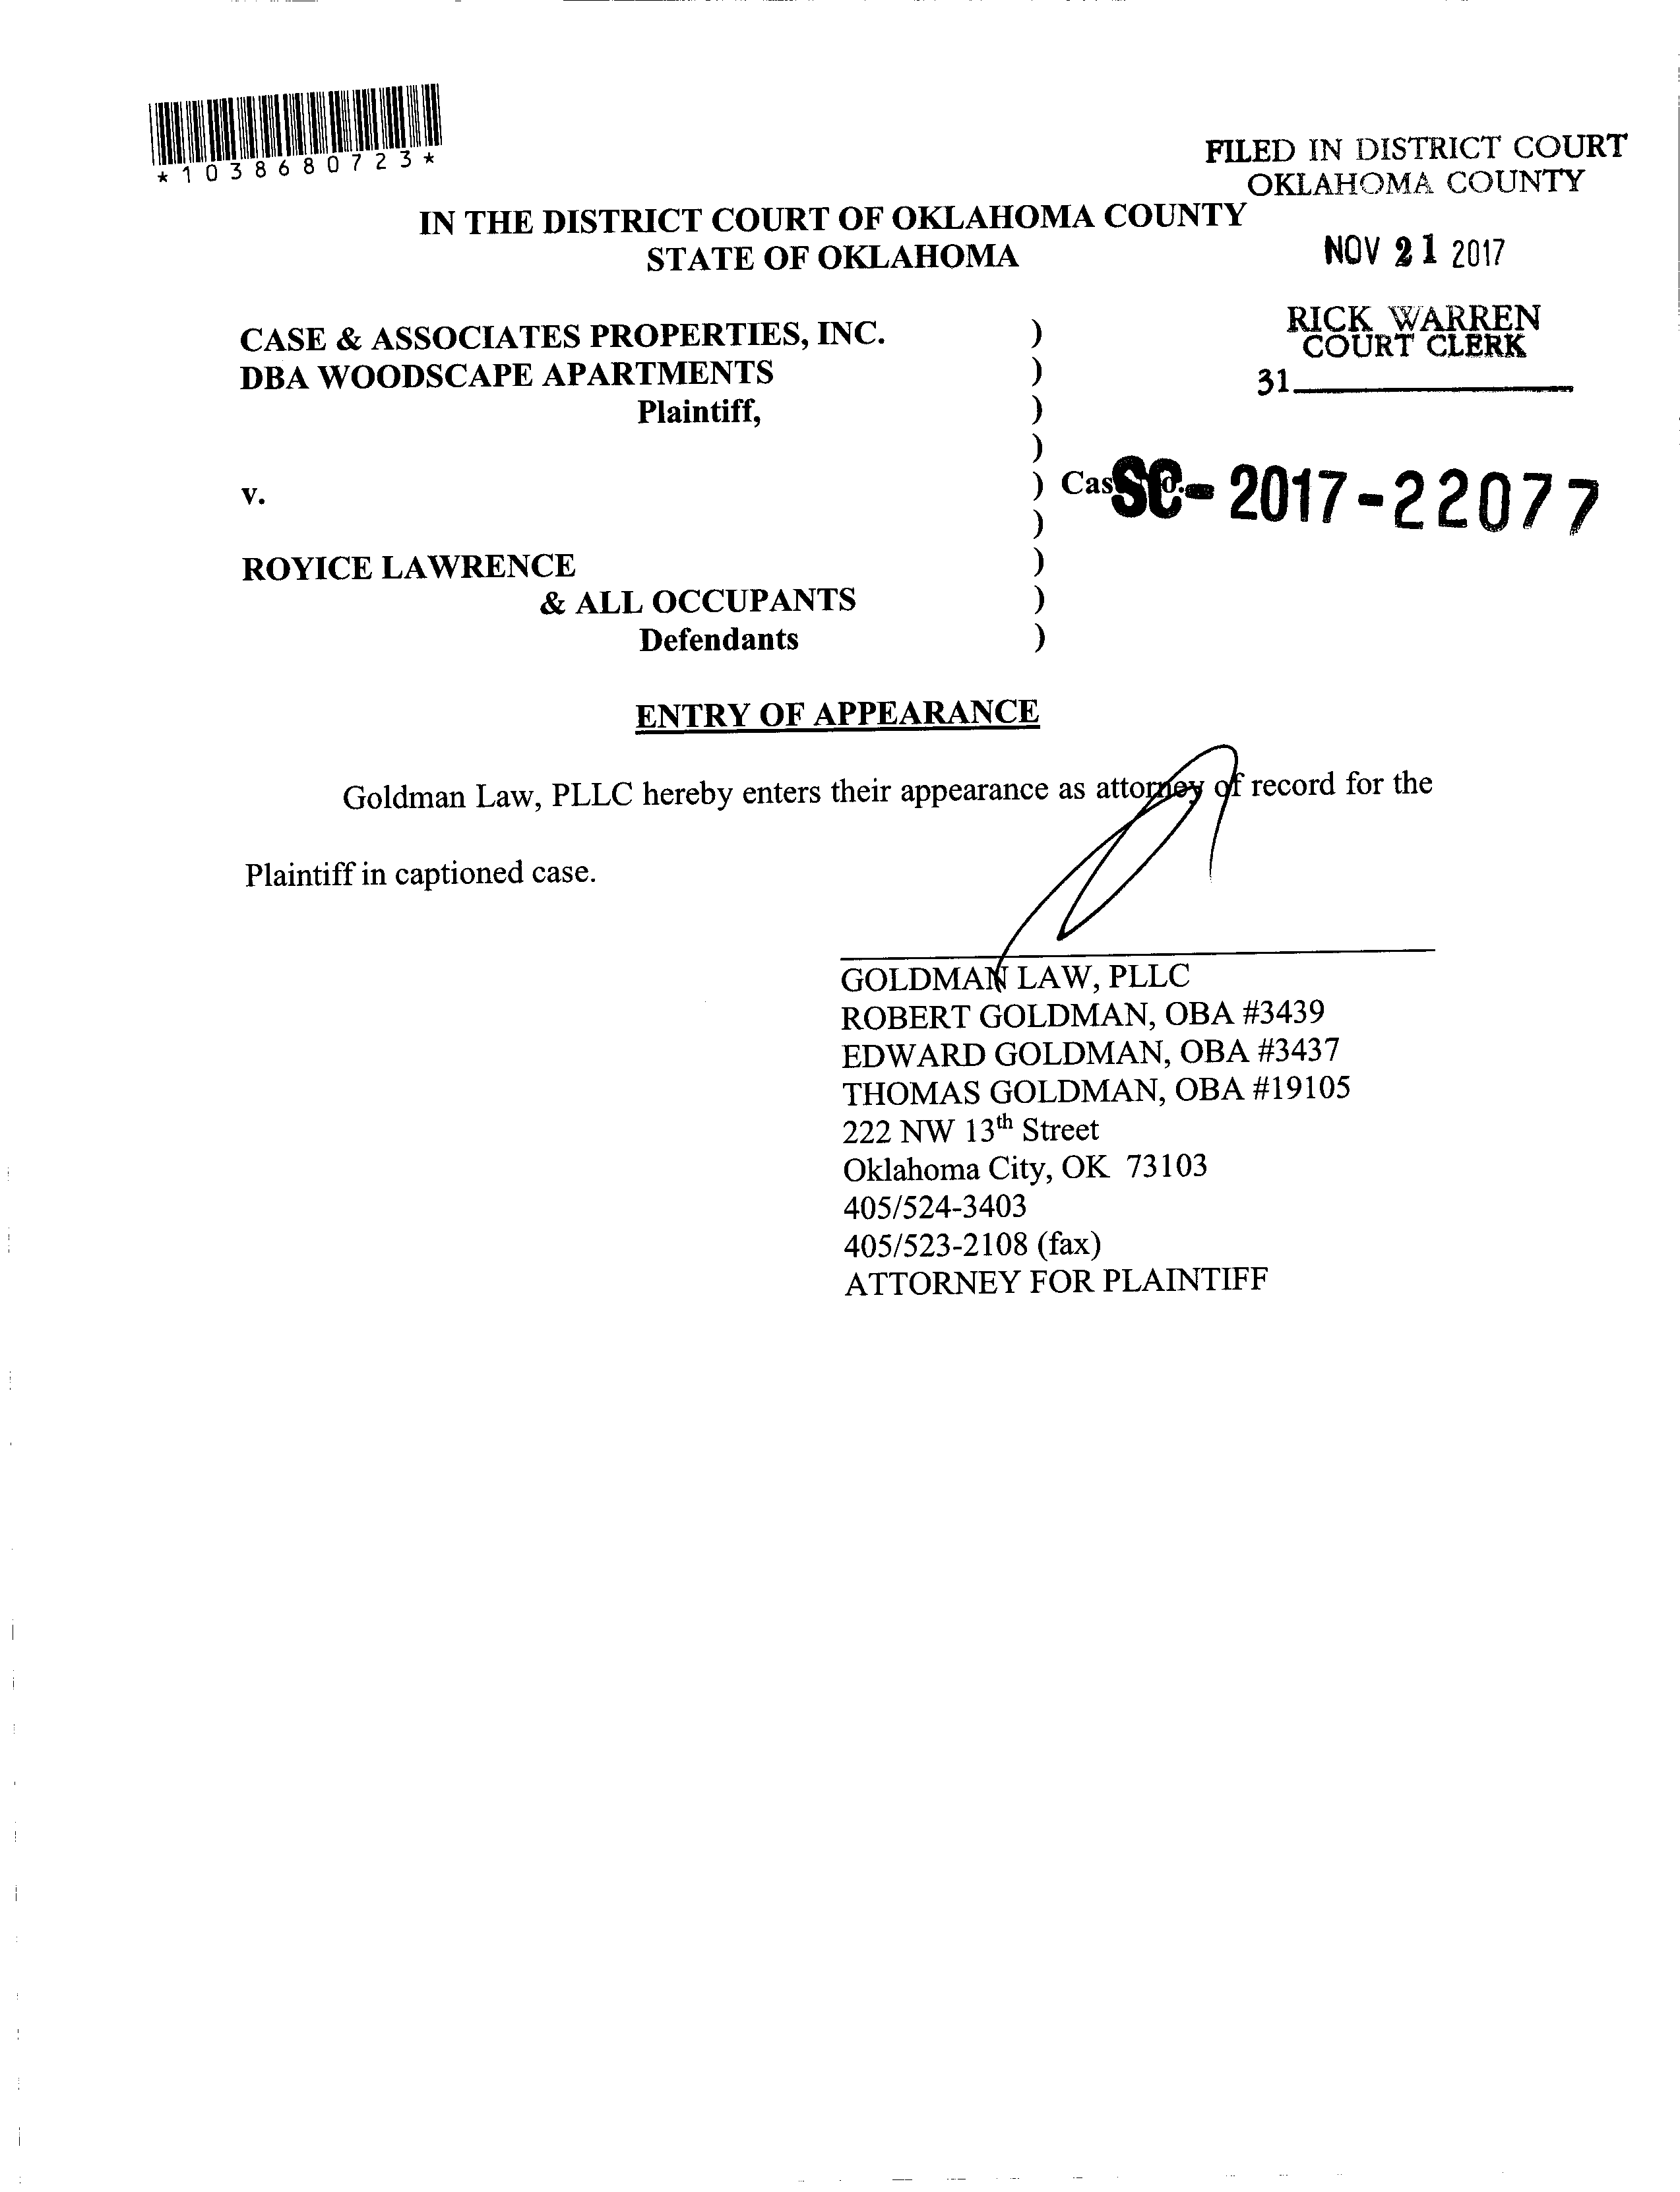 *1038680723*
FILED IN DISTRICT COURT
OKLAHOMA COUNTY
IN THE DISTRICT COURT OF OKLAHOMA COUNTY
STATE OF OKLAHOMA
NOV 21 2017
RICK WARREN
COURT CLERK
31
CASE & ASSOCIATES PROPERTIES, INC. )
DBA WOODSCAPE APARTMENTS )
Plaintiff, )
)
v. ) Cas o. SC-2017-22077
)
ROYICE LAWRENCE )
& ALL OCCUPANTS )
Defendants )
ENTRY OF APPEARANCE
Goldman Law, PLLC hereby enters their appearance as attorney of record for the
Plaintiff in captioned case.
GOLDMAN LAW, PLLC
ROBERT GOLDMAN, OBA #3439
EDWARD GOLDMAN, OBA #3437
THOMAS GOLDMAN, OBA #19105
222 NW 13th Street
Oklahoma City, OK 73103
405/524-3403
405/523-2108 (fax)
ATTORNEY FOR PLAINTIFF